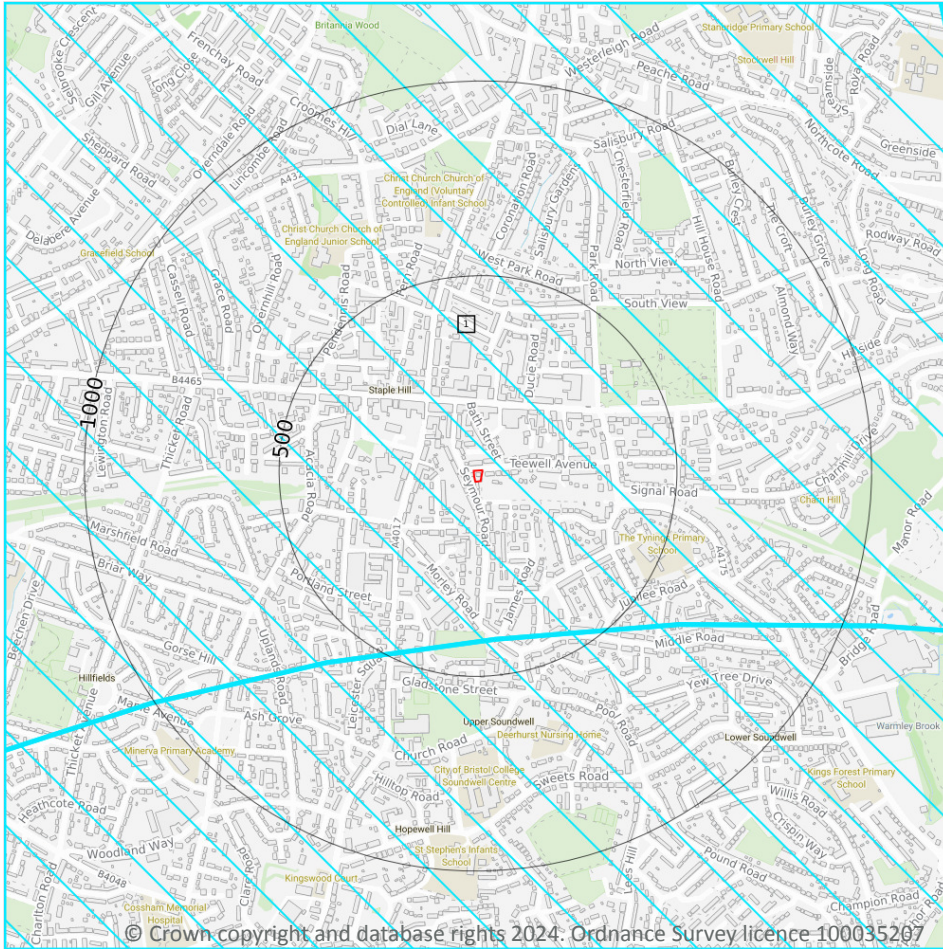 Britannia Wood
Stanbridge Primary School
Stockwell Hill
Selbrooke Crescent
Gill Avenue
Long Close
Frenchay Road
Westerleigh Road
Peache Road
Royal Road
Northcote Road
Greenside
Sheppard Road
Overndale Road
Lincombe
Croomes Hill
Dial Lane
Salisbury Road
A432
Christ Church Church of
England (Voluntary
Controlled) Infant School
Coronation Road
Salisbury Gardens
Chesterfield Road
Burley Crest
The Croft
Burley Grove
Delabere Avenue
Christ Church Church of
England Junior School
Rodway Road
Grace Road
Cassell Road
Overnhill Road
West Park Road
Park Road
North View
Hill House Road
South View
Almond Way
1
Ducie Road
Hillside
B4465
Staple Hill
1000
500
Lewington Road
Thicket Road
Acacia Road
Bath Street
Teewell Avenue
Signal Road
Charnhill Drive
Manor Road
Seymour Road
A4017
Marshfield Road
Briar Way
The Tynings Primary
School
A4175
Portland Street
Morley Road
James Road
Jubilee Road
Beechen Drive
Gorse Hill
Uplands Road
Middle Road
Bridge Road
Hillfields
Leicester Square
Gladstone Street
Yew Tree Drive
Thicket Avenue
Ash Grove
Upper Soundwell
Deerhurst Nursing Home
Lower Soundwell
Warmley Brook
Minerva Primary Academy
Church Road
City of Bristol College
Soundwell Centre
Sweets Road
Kings Forest Primary
School
Hilltop Road
Willis Road
Heathcote Road
Hopewell Hill
Crispin Way
Woodland Way
St Stephen's Infants
School
Pound Road
B4048
Kingswood Court
Charlton Road
Clare Road
Champion Road
Cossham Memorial
Hospital
© Crown copyright and database rights 2024. Ordnance Survey licence 100035207